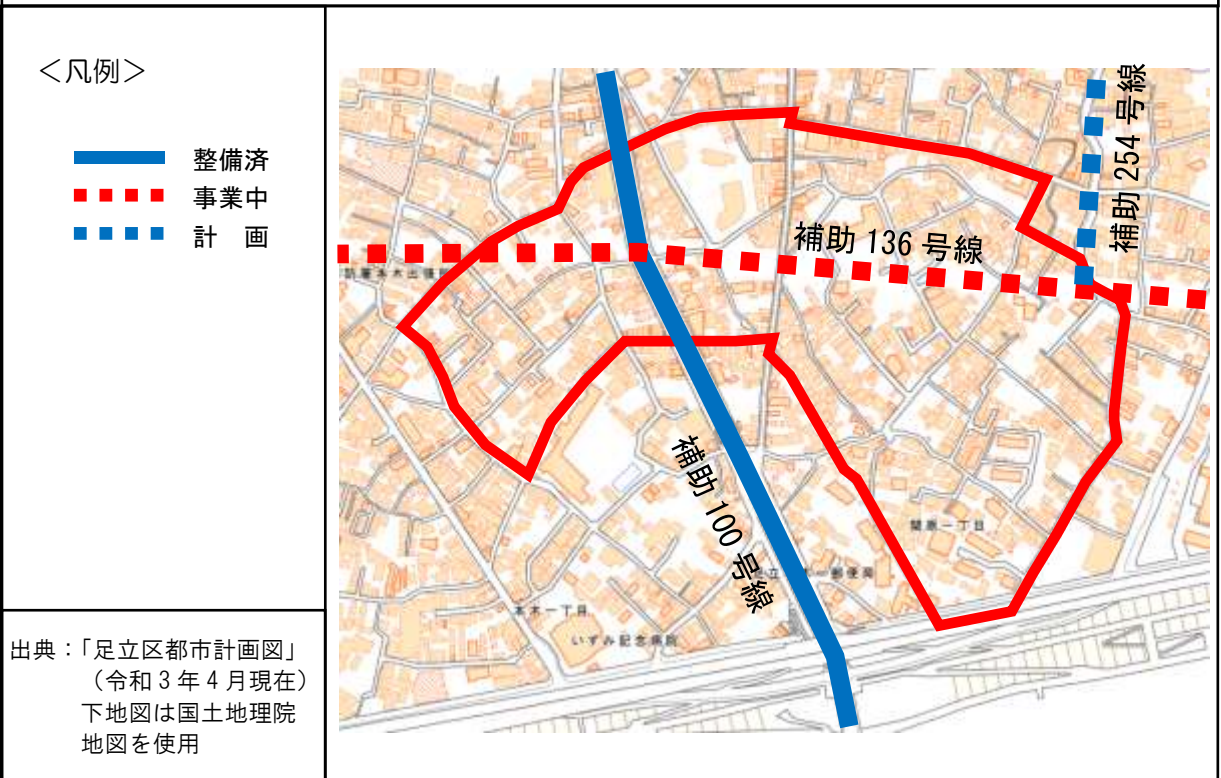 ＜凡例＞
整備済
事業中
計 画
出典：「足立区都市計画図」
（令和3年4月現在）
下地図は国土地理院
地図を使用
補助 254 号線
補助 136 号線
補助 100 号線
関原一丁目
本木一丁目
いずみ記念病院